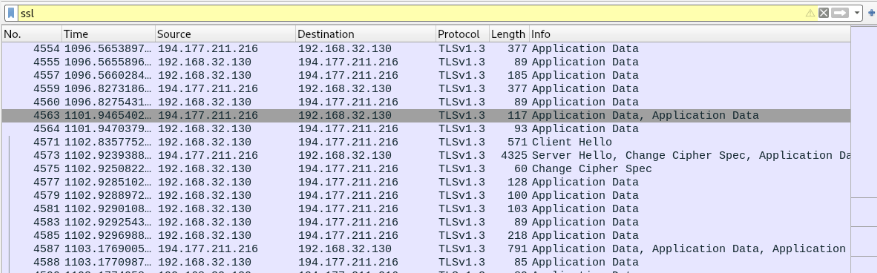 ssl
No. Time Source Destination Protocol Length Info
4554 1096.5653897… 194.177.211.216 192.168.32.130 TLSv1.3 377 Application Data
4555 1096.5655896… 192.168.32.130 194.177.211.216 TLSv1.3 89 Application Data
4557 1096.5660284… 192.168.32.130 194.177.211.216 TLSv1.3 185 Application Data
4559 1096.8273186… 194.177.211.216 192.168.32.130 TLSv1.3 377 Application Data
4560 1096.8275431… 192.168.32.130 194.177.211.216 TLSv1.3 89 Application Data
4563 1101.9465402… 194.177.211.216 192.168.32.130 TLSv1.3 117 Application Data, Application Data
4564 1101.9470379… 192.168.32.130 194.177.211.216 TLSv1.3 93 Application Data
4571 1102.8357752… 192.168.32.130 194.177.211.216 TLSv1.3 571 Client Hello
4573 1102.9239388… 194.177.211.216 192.168.32.130 TLSv1.3 4325 Server Hello, Change Cipher Spec, Application Da
4575 1102.9250822… 192.168.32.130 194.177.211.216 TLSv1.3 60 Change Cipher Spec
4577 1102.9285102… 192.168.32.130 194.177.211.216 TLSv1.3 128 Application Data
4579 1102.9288972… 192.168.32.130 194.177.211.216 TLSv1.3 100 Application Data
4581 1102.9290108… 192.168.32.130 194.177.211.216 TLSv1.3 103 Application Data
4583 1102.9292543… 192.168.32.130 194.177.211.216 TLSv1.3 89 Application Data
4585 1102.9296988… 192.168.32.130 194.177.211.216 TLSv1.3 218 Application Data
4587 1103.1769005… 194.177.211.216 192.168.32.130 TLSv1.3 791 Application Data, Application Data, Application
4588 1103.1770987… 192.168.32.130 194.177.211.216 TLSv1.3 85 Application Data